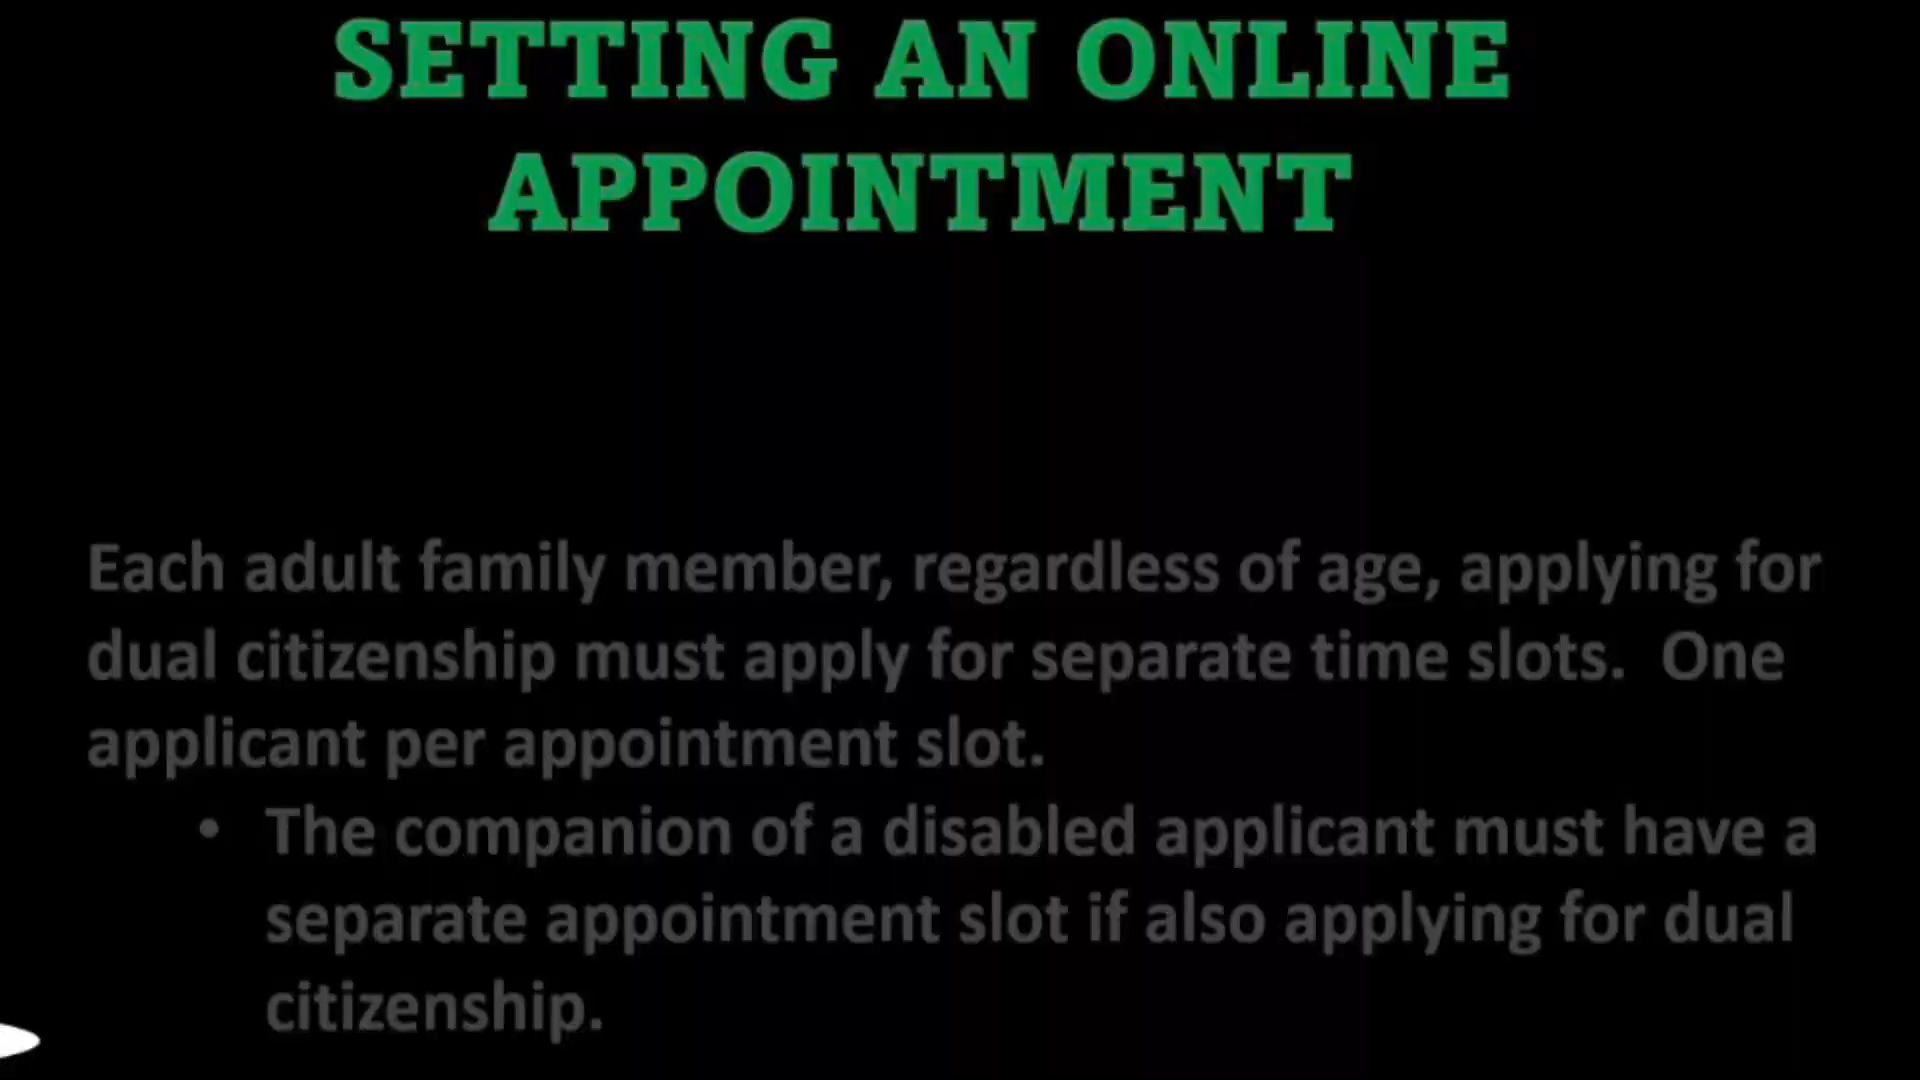 SETTING AN ONLINE
APPOINTMENT
Each adult family member, regardless of age, applying for
dual citizenship must apply for separate time slots.  One
applicant per appointment slot.
• The companion of a disabled applicant must have a
separate appointment slot if also applying for dual
citizenship.